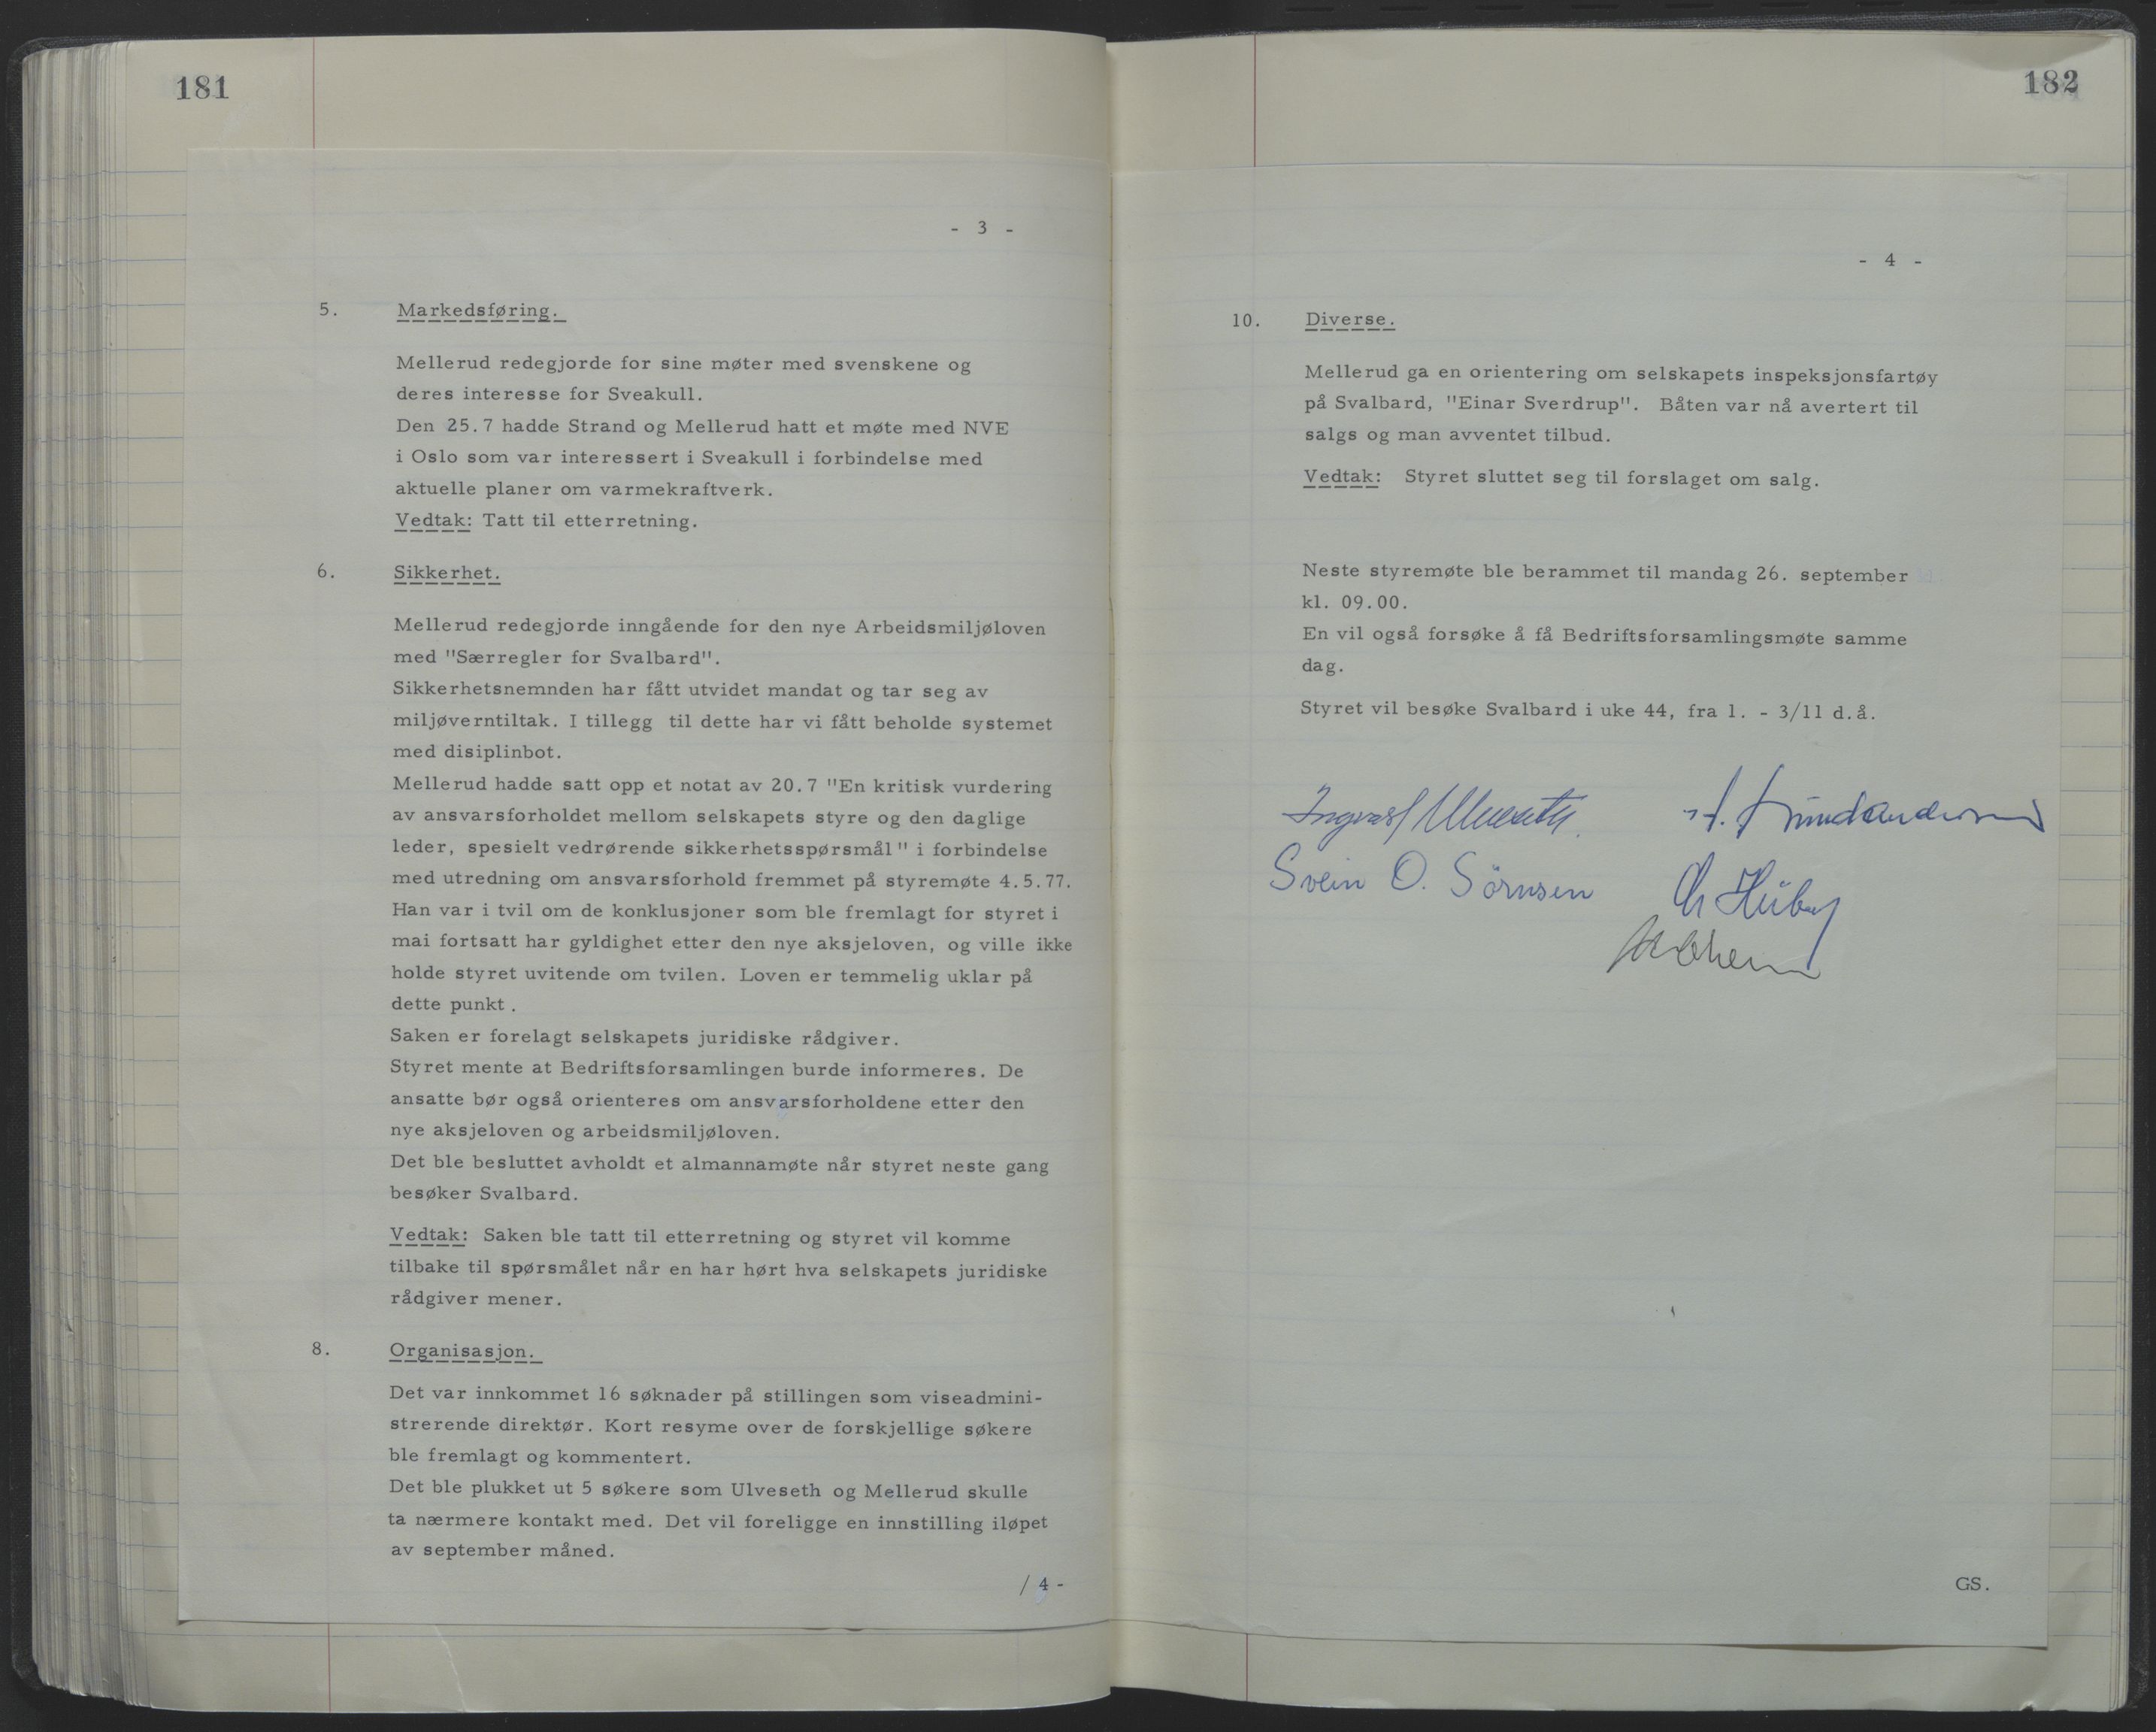 181
- 3 -
5. Markedsføring.
Mellerud redegjorde for sine møter med svenskene og
deres interesse for Sveakull.
Den 25.7 hadde Strand og Mellerud hatt et møte med NVE
i Oslo som var interessert i Sveakull i forbindelse med
aktuelle planer om varmekraftverk.
Vedtak: Tatt til etterretning.
6. Sikkerhet.
Mellerud redegjorde inngående for den nye Arbeidsmiljøloven
med "Særregler for Svalbard".
Sikkerhetsnemnden har fått utvidet mandat og tar seg av
miljøverntiltak. I tillegg til dette har vi fått beholde systemet
med disiplinbot.
Mellerud hadde satt opp et notat av 20.7 "En kritisk vurdering
av ansvarsforholdet mellom selskapets styre og den daglige
leder, spesielt vedrørende sikkerhetsspørsmål" i forbindelse
med utredning om ansvarsforhold fremmet på styremøte 4.5.77.
Han var i tvil om de konklusjoner som ble fremlagt for styret i
mai fortsatt har gyldighet etter den nye aksjeloven, og ville ikke
holde styret uvitende om tvilen. Loven er temmelig uklar på
dette punkt.
Saken er forelagt selskapets juridiske rådgiver.
Styret mente at Bedriftsforsamlingen burde informeres. De
ansatte bør også orienteres om ansvarsforholdene etter den
nye aksjeloven og arbeidsmiljøloven.
Det ble besluttet avholdt et almannamøte når styret neste gang
besøker Svalbard.
Vedtak: Saken ble tatt til etterretning og styret vil komme
tilbake til spørsmålet når en har hørt hva selskapets juridiske
rådgiver mener.
8. Organisasjon.
Det var innkommet 16 søknader på stillingen som viseadmini-
strerende direktør. Kort resyme over de forskjellige søkere
ble fremlagt og kommentert.
Det ble plukket ut 5 søkere som Ulveseth og Mellerud skulle
ta nærmere kontakt med. Det vil foreligge en innstilling iløpet
av september måned.
/ 4 -
182
- 4 -
10. Diverse.
Mellerud ga en orientering om selskapets inspeksjonsfartøy
på Svalbard, "Einar Sverdrup". Båten var nå avertert til
salgs og man avventet tilbud.
Vedtak: Styret sluttet seg til forslaget om salg.
Neste styremøte ble berammet til mandag 26. september
kl. 09.00.
En vil også forsøke å få Bedriftsforsamlingsmøte samme
dag.
Styret vil besøke Svalbard i uke 44, fra 1. - 3/11 d.å.
Ingvald Ulveseth
Svein O. Sörnsen
GS.